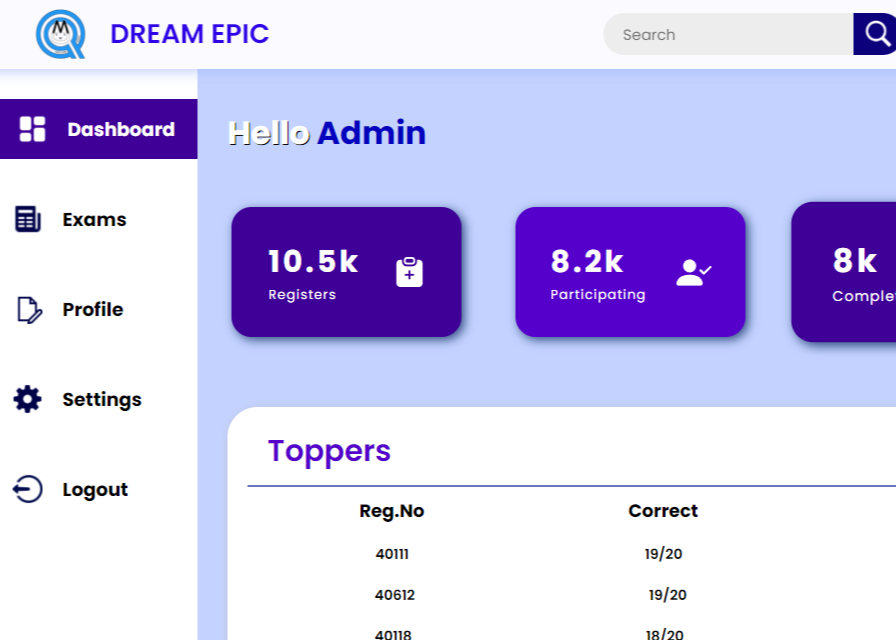 DREAM EPIC
Search
Dashboard
Exams
Profile
Settings
Logout
Hello Admin
10.5k
Registers
8.2k
Participating
8k
Toppers
Reg.No Correct
40111 19/20
40612 19/20
40118 18/20